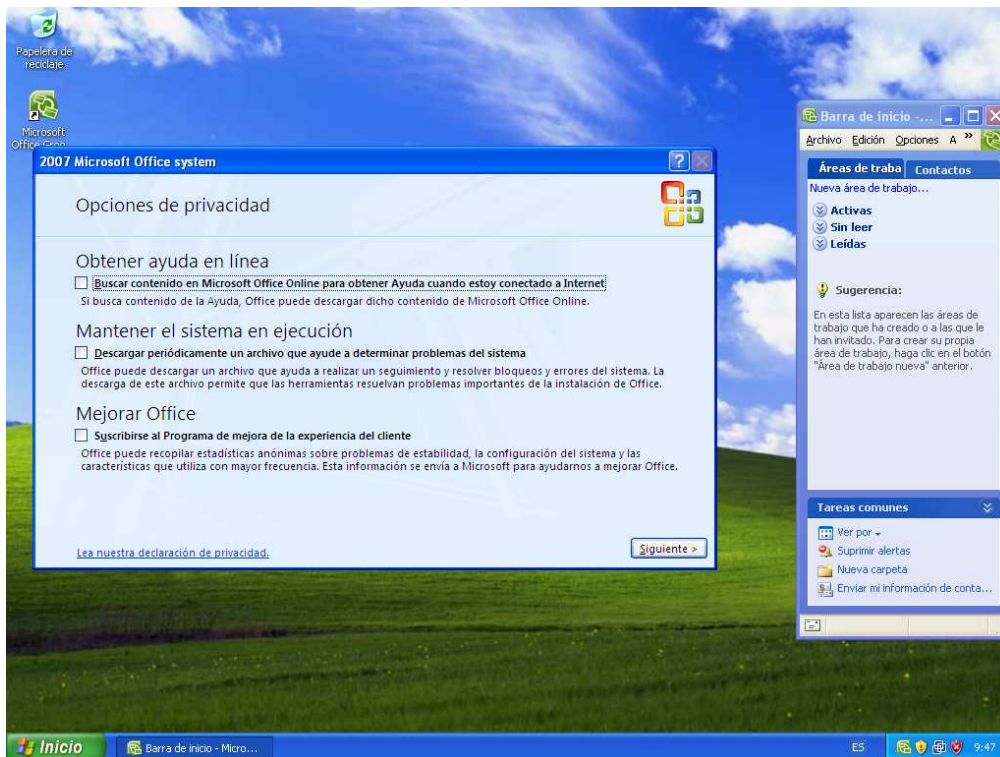 Papelera de
reciclaje
Microsoft
Office Groo...
2007 Microsoft Office system
Opciones de privacidad
Obtener ayuda en línea
Buscar contenido en Microsoft Office Online para obtener Ayuda cuando estoy conectado a Internet
Si busca contenido de la Ayuda, Office puede descargar dicho contenido de Microsoft Office Online.
Mantener el sistema en ejecución
Descargar periódicamente un archivo que ayude a determinar problemas del sistema
Office puede descargar un archivo que ayuda a realizar un seguimiento y resolver bloqueos y errores del sistema. La
descarga de este archivo permite que las herramientas resuelvan problemas importantes de la instalación de Office.
Mejorar Office
Suscribirse al Programa de mejora de la experiencia del cliente
Office puede recopilar estadísticas anónimas sobre problemas de estabilidad, la configuración del sistema y las
características que utiliza con mayor frecuencia. Esta información se envía a Microsoft para ayudarnos a mejorar Office.
Lea nuestra declaración de privacidad.
Siguiente >
Barra de inicio -...
Archivo Edición Opciones A »
Áreas de traba Contactos
Nueva área de trabajo...
Activas
Sin leer
Leídas
Sugerencia:
En esta lista aparecen las áreas de
trabajo que ha creado o a las que le
han invitado. Para crear su propia
área de trabajo, haga clic en el botón
"Área de trabajo nueva" anterior.
Tareas comunes
Ver por
Suprimir alertas
Nueva carpeta
Enviar mi información de conta...
Inicio
Barra de inicio - Micro...
ES
9:47